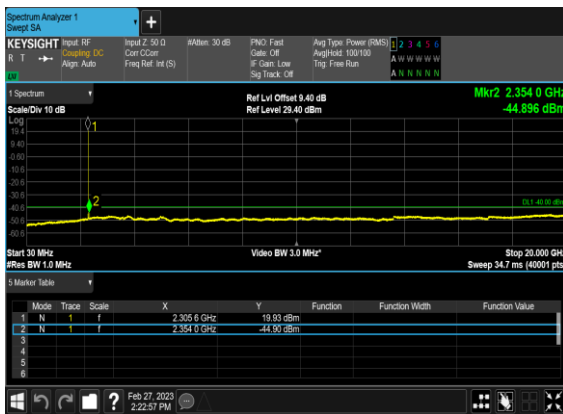 Spectrum Analyzer 1
Swept SA
+
KEYSIGHT Input: RF Input Z: 50 Ω #Atten: 30 dB PNO: Fast Avg Type: Power (RMS) 1 2 3 4 5 6
R T Coupling: DC Corr CCorr Gate: Off Avg|Hold: 100/100 A W W W W W
Align: Auto Freq Ref: Int (S) IF Gain: Low Trig: Free Run
LXI Sig Track: Off A N N N N N
1 Spectrum Ref Lvl Offset 9.40 dB Mkr2 2.354 0 GHz
Scale/Div 10 dB Ref Level 29.40 dBm -44.896 dBm
Log
19.4 1
9.40
-0.60
-10.6
-20.6
-30.6
-40.6 2 DL1 -40.00 dBm
-50.6
-60.6
Start 30 MHz Video BW 3.0 MHz* Stop 20.000 GHz
#Res BW 1.0 MHz Sweep 34.7 ms (40001 pts)
5 Marker Table
Mode Trace Scale X Y Function Function Width Function Value
1 N 1 f 2.305 6 GHz 19.93 dBm
2 N 1 f 2.354 0 GHz -44.90 dBm
3
4
5
6
? Feb 27, 2023
2:22:57 PM